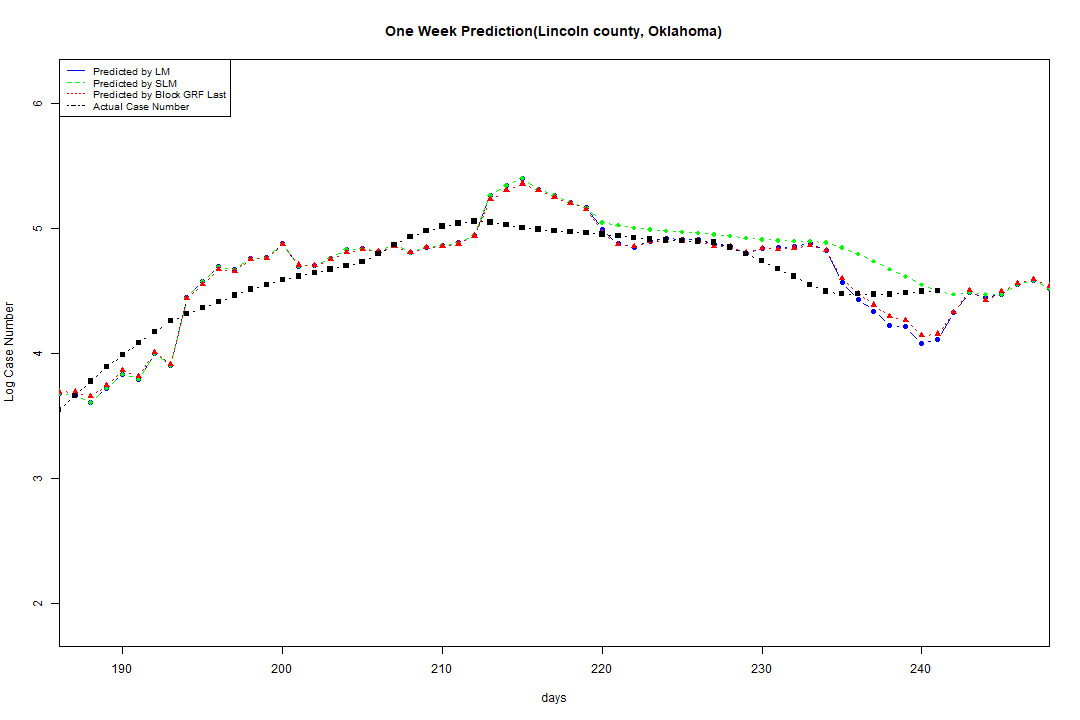 One Week Prediction(Lincoln county, Oklahoma)
Predicted by LM
Predicted by SLM
Predicted by Block GRF Last
Actual Case Number
6
5
4
3
2
Log Case Number
190
200
210
220
230
240
days